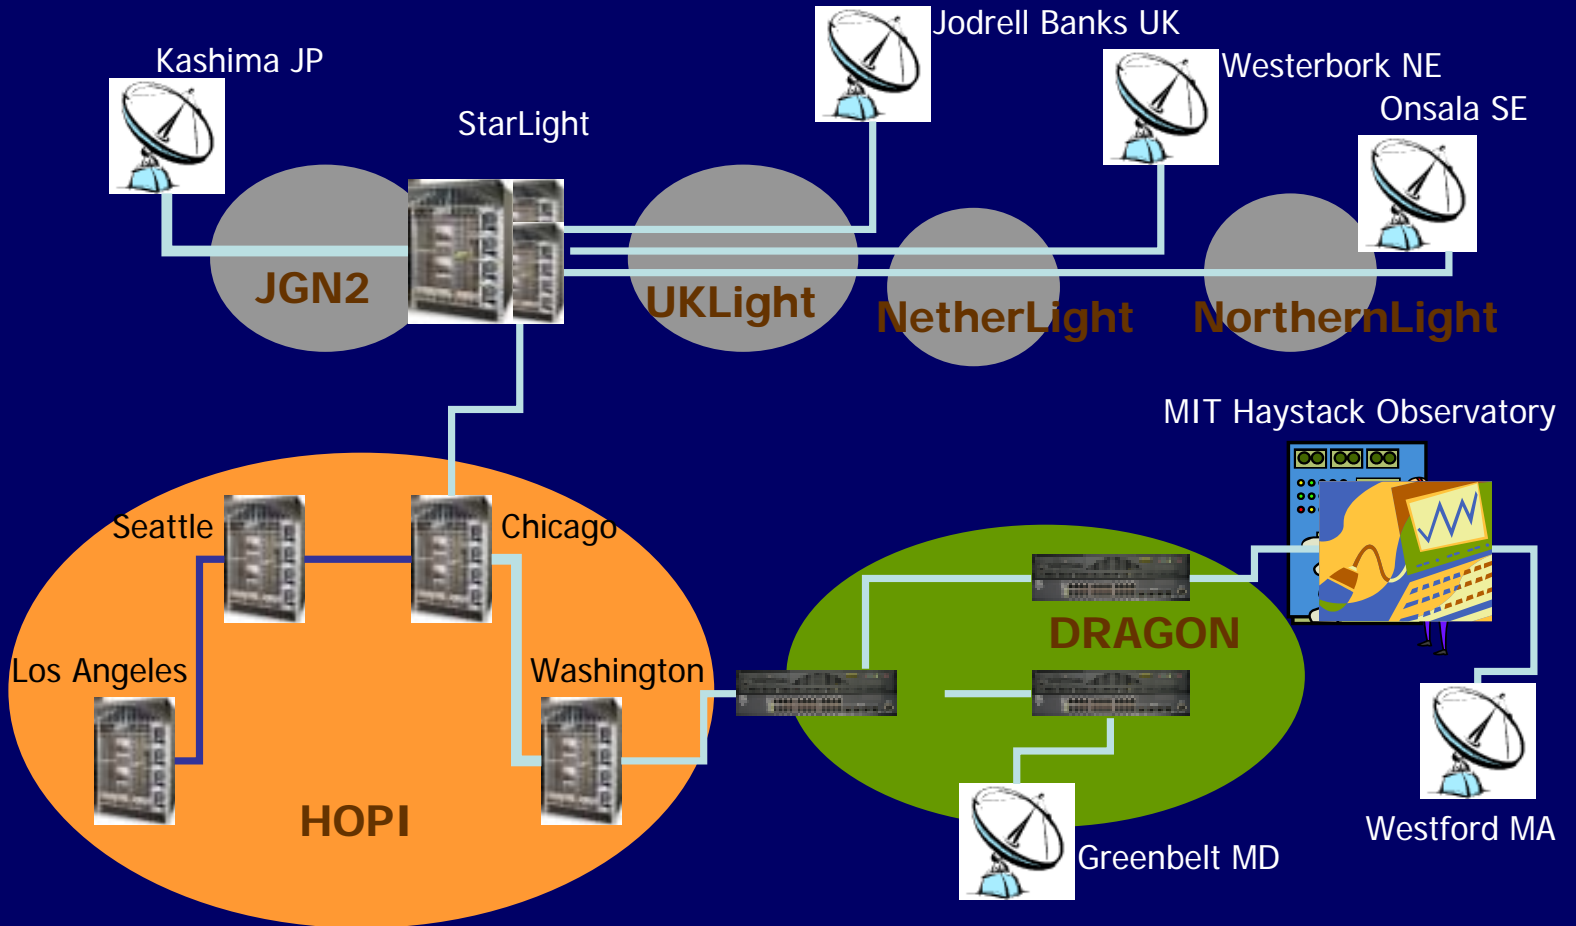 Jodrell Banks UK
Kashima JP
Westerbork NE
Onsala SE
StarLight
JGN2
UKLight
NetherLight
NorthernLight
MIT Haystack Observatory
Seattle
Chicago
DRAGON
Los Angeles
Washington
HOPI
Westford MA
Greenbelt MD